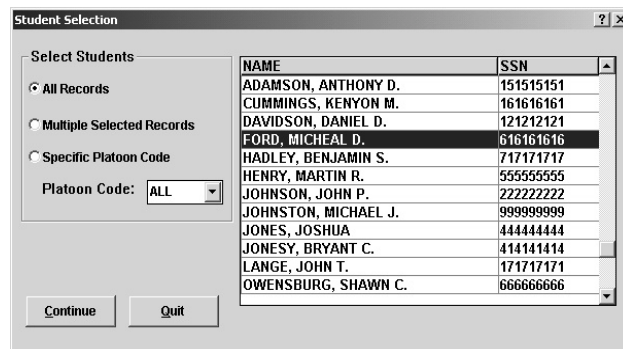 Student Selection
Select Students
All Records
Multiple Selected Records
Specific Platoon Code
Platoon Code: ALL
Continue Quit
NAME SSN
ADAMSON, ANTHONY D. 151515151
CUMMINGS, KENYON M. 161616161
DAVIDSON, DANIEL D. 121212121
FORD, MICHEAL D. 616161616
HADLEY, BENJAMIN S. 717171717
HENRY, MARTIN R. 555555555
JOHNSON, JOHN P. 222222222
JOHNSTON, MICHAEL J. 999999999
JONES, JOSHUA 444444444
JONESY, BRYANT C. 414141414
LANGE, JOHN T. 171717171
OWENSBURG, SHAWN C. 666666666